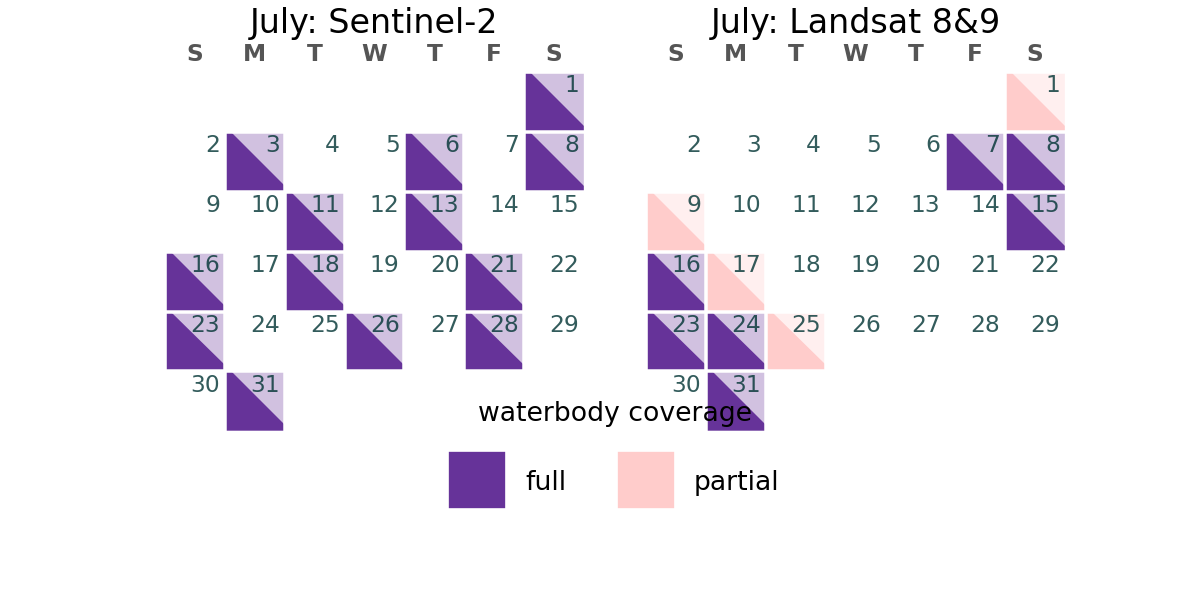 July: Sentinel-2
S M T W T F S
1
2 3 4 5 6 7 8
9 10 11 12 13 14 15
16 17 18 19 20 21 22
23 24 25 26 27 28 29
30 31
July: Landsat 8&9
S M T W T F S
1
2 3 4 5 6 7 8
9 10 11 12 13 14 15
16 17 18 19 20 21 22
23 24 25 26 27 28 29
30 31
waterbody coverage
full partial